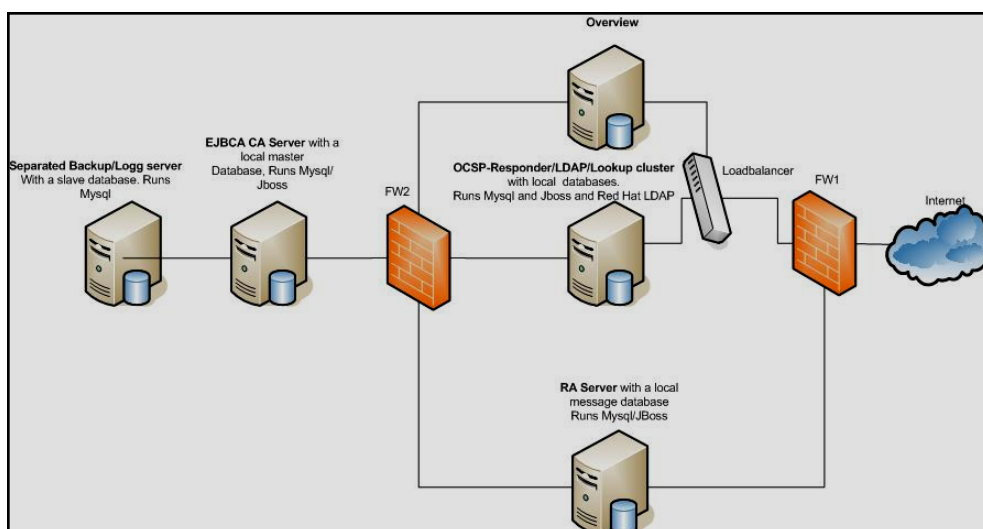 Overview
EJBCA CA Server with a
local master
Database, Runs Mysql/
Jboss
Separated Backup/Logg server
With a slave database. Runs
Mysql
FW2
OCSP-Responder/LDAP/Lookup cluster
with local databases.
Runs Mysql and Jboss and Red Hat LDAP
Loadbalancer
FW1
Internet
RA Server with a local
message database
Runs Mysql/JBoss